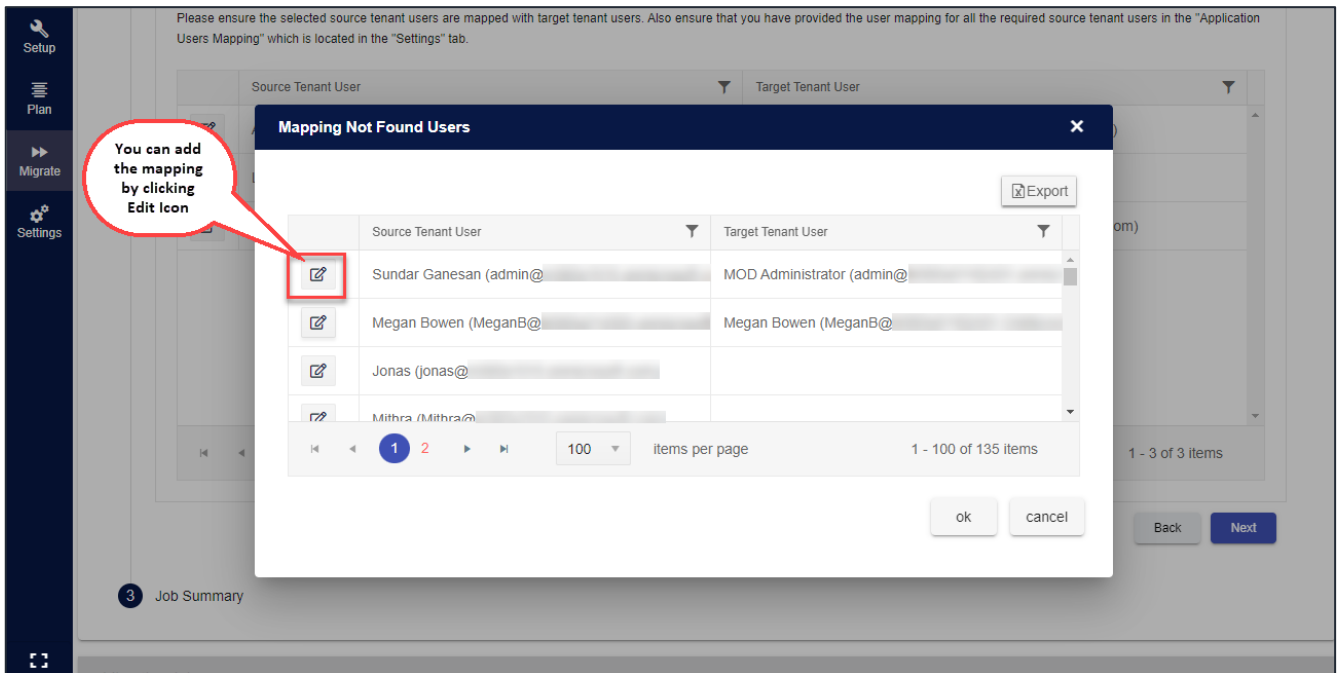 Setup
Plan
Migrate
Settings
Please ensure the selected source tenant users are mapped with target tenant users. Also ensure that you have provided the user mapping for all the required source tenant users in the "Application
Users Mapping" which is located in the "Settings" tab.
Source Tenant User
Target Tenant User
You can add
the mapping
by clicking
Edit Icon
Mapping Not Found Users
Export
Source Tenant User
Target Tenant User
Sundar Ganesan (admin@
MOD Administrator (admin@
Megan Bowen (MeganB@
Megan Bowen (MeganB@
Jonas (jonas@
Mithra (Mithra@
1 2
100
items per page
1 - 100 of 135 items
ok
cancel
om)
1 - 3 of 3 items
Back
Next
3 Job Summary